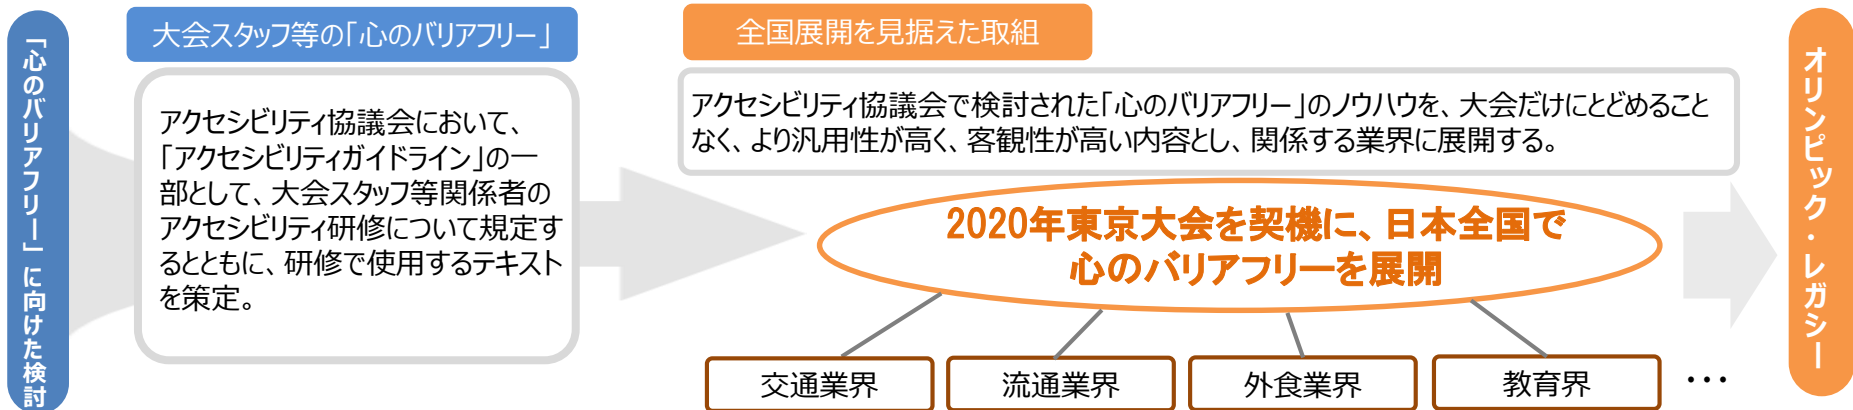 「心のバリアフリー」に向けた検討
大会スタッフ等の「心のバリアフリー」
アクセシビリティ協議会において、
「アクセシビリティガイドライン」の一
部として、大会スタッフ等関係者の
アクセシビリティ研修について規定す
るとともに、研修で使用するテキスト
を策定。
全国展開を見据えた取組
アクセシビリティ協議会で検討された「心のバリアフリー」のノウハウを、大会だけにとどめること
なく、より汎用性が高く、客観性が高い内容とし、関係する業界に展開する。
2020年東京大会を契機に、日本全国で
心のバリアフリーを展開
交通業界
流通業界
外食業界
教育界
・・・
オリンピック・レガシー